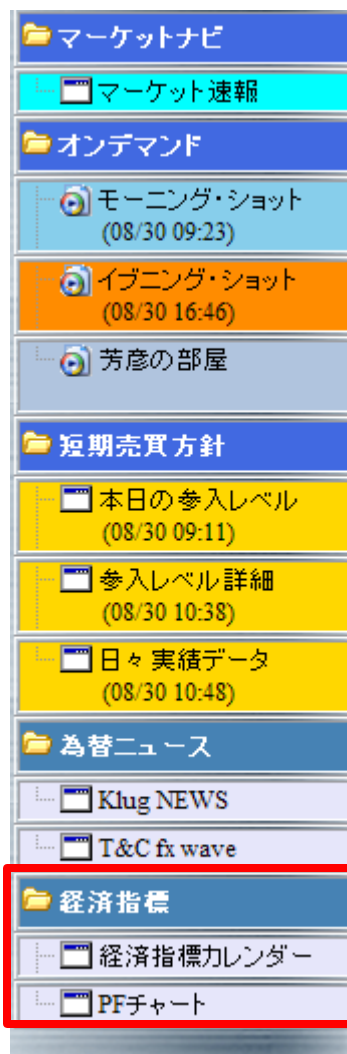 マーケットナビ
マーケット速報
オンデマンド
モーニング・ショット
(08/30 09:23)
イブニング・ショット
(08/30 16:46)
芳彦の部屋
短期売買方針
本日の参入レベル
(08/30 09:11)
参入レベル詳細
(08/30 10:38)
日々実績データ
(08/30 10:48)
為替ニュース
Klug NEWS
T&C fx wave
経済指標
経済指標カレンダー
PFチャート